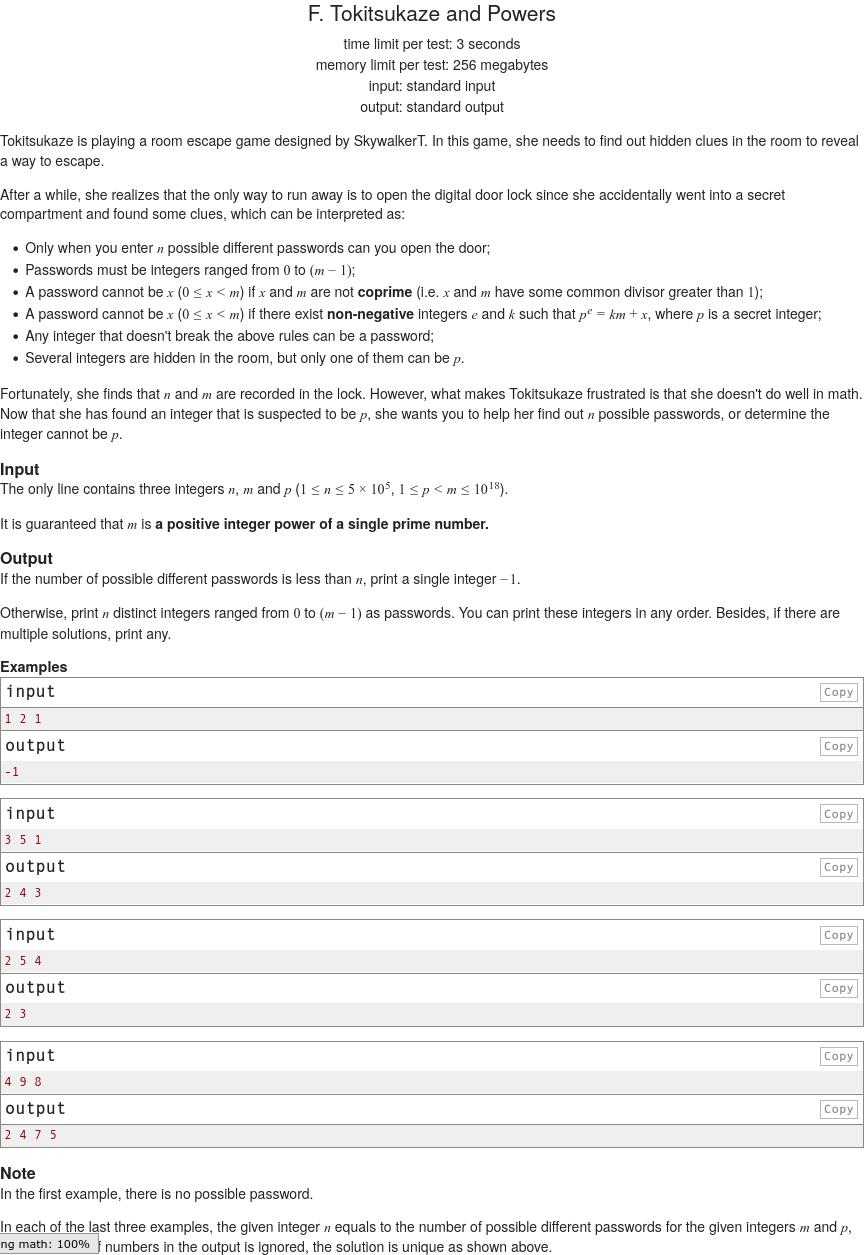 F. Tokitsukaze and Powers
time limit per test: 3 seconds
memory limit per test: 256 megabytes
input: standard input
output: standard output
Tokitsukaze is playing a room escape game designed by SkywalkerT. In this game, she needs to find out hidden clues in the room to reveal
a way to escape.
After a while, she realizes that the only way to run away is to open the digital door lock since she accidentally went into a secret
compartment and found some clues, which can be interpreted as:
• Only when you enter n possible different passwords can you open the door;
• Passwords must be integers ranged from 0 to (m − 1);
• A password cannot be x (0 ≤ x < m) if x and m are not coprime (i.e. x and m have some common divisor greater than 1);
• A password cannot be x (0 ≤ x < m) if there exist non-negative integers e and k such that p^e = km + x, where p is a secret integer;
• Any integer that doesn't break the above rules can be a password;
• Several integers are hidden in the room, but only one of them can be p.
Fortunately, she finds that n and m are recorded in the lock. However, what makes Tokitsukaze frustrated is that she doesn't do well in math.
Now that she has found an integer that is suspected to be p, she wants you to help her find out n possible passwords, or determine the
integer cannot be p.
Input
The only line contains three integers n, m and p (1 ≤ n ≤ 5 × 10^5, 1 ≤ p < m ≤ 10^18).
It is guaranteed that m is a positive integer power of a single prime number.
Output
If the number of possible different passwords is less than n, print a single integer −1.
Otherwise, print n distinct integers ranged from 0 to (m − 1) as passwords. You can print these integers in any order. Besides, if there are
multiple solutions, print any.
Examples
input Copy
1 2 1
output Copy
-1
input Copy
3 5 1
output Copy
2 4 3
input Copy
2 5 4
output Copy
2 3
input Copy
4 9 8
output Copy
2 4 7 5
Note
In the first example, there is no possible password.
In each of the last three examples, the given integer n equals to the number of possible different passwords for the given integers m and p,
ng math: 100% numbers in the output is ignored, the solution is unique as shown above.